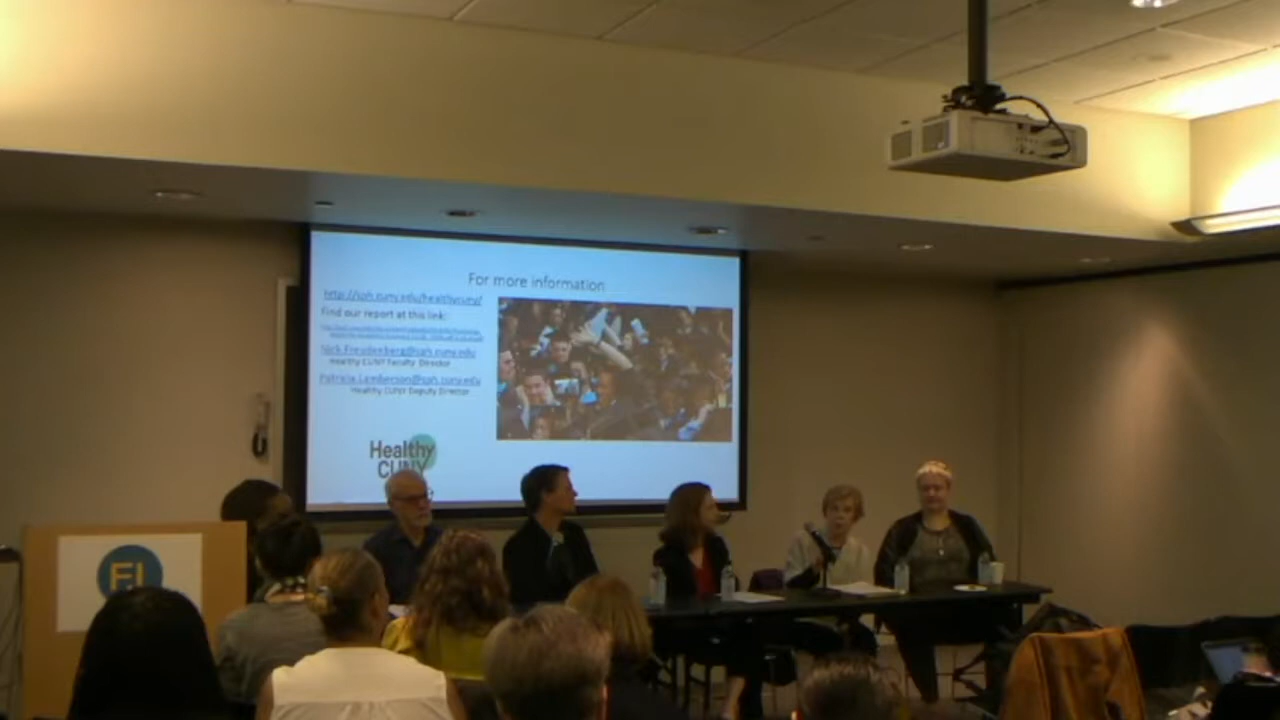 For more information
http://sph.cuny.edu/healthycuny/
Find our report at this link:
Nick.Freudenberg@sph.cuny.edu
Healthy CUNY Faculty Director
Patricia.Lamberson@sph.cuny.edu
Healthy CUNY Deputy Director
Healthy
CUNY